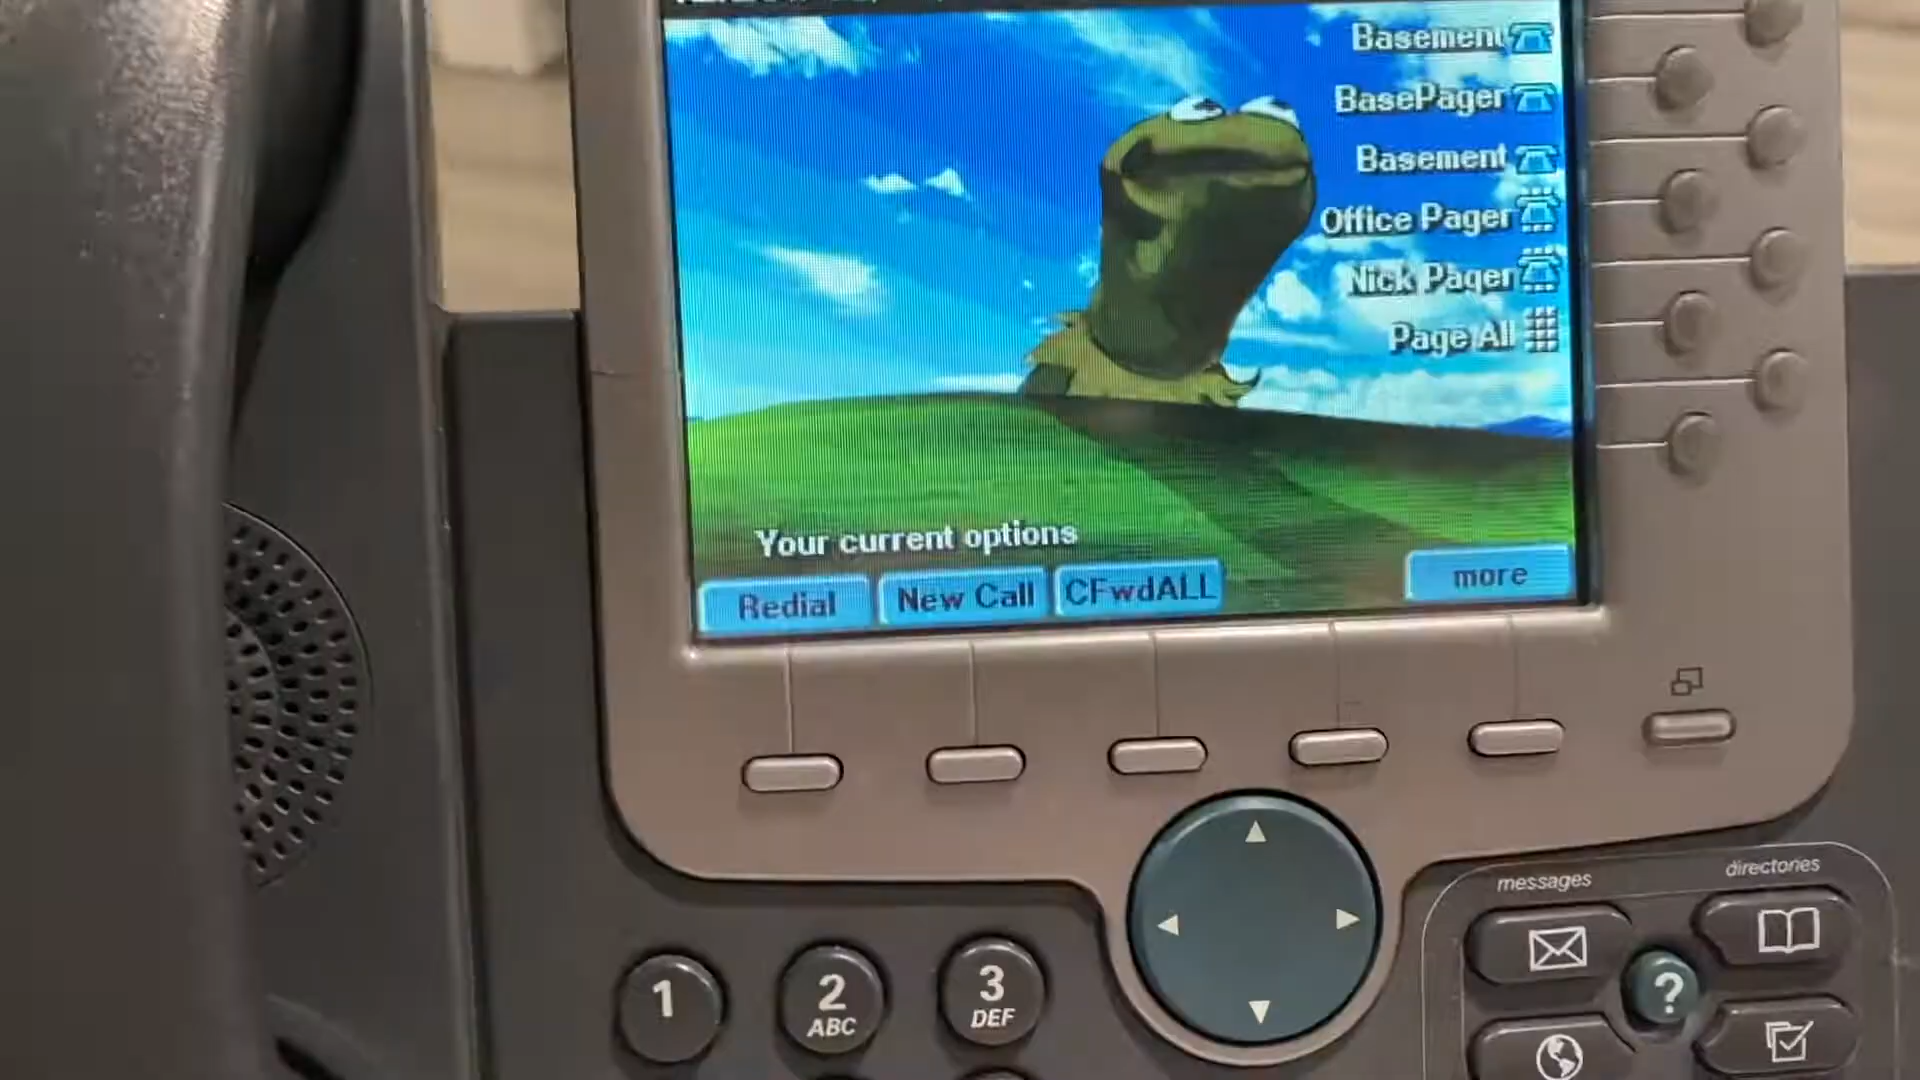 Basement
BasePager
Basement
Office Pager
Nick Pager
Page All
Your current options
Redial
New Call
CFwdALL
more
messages
directories
?
1
2
ABC
3
DEF